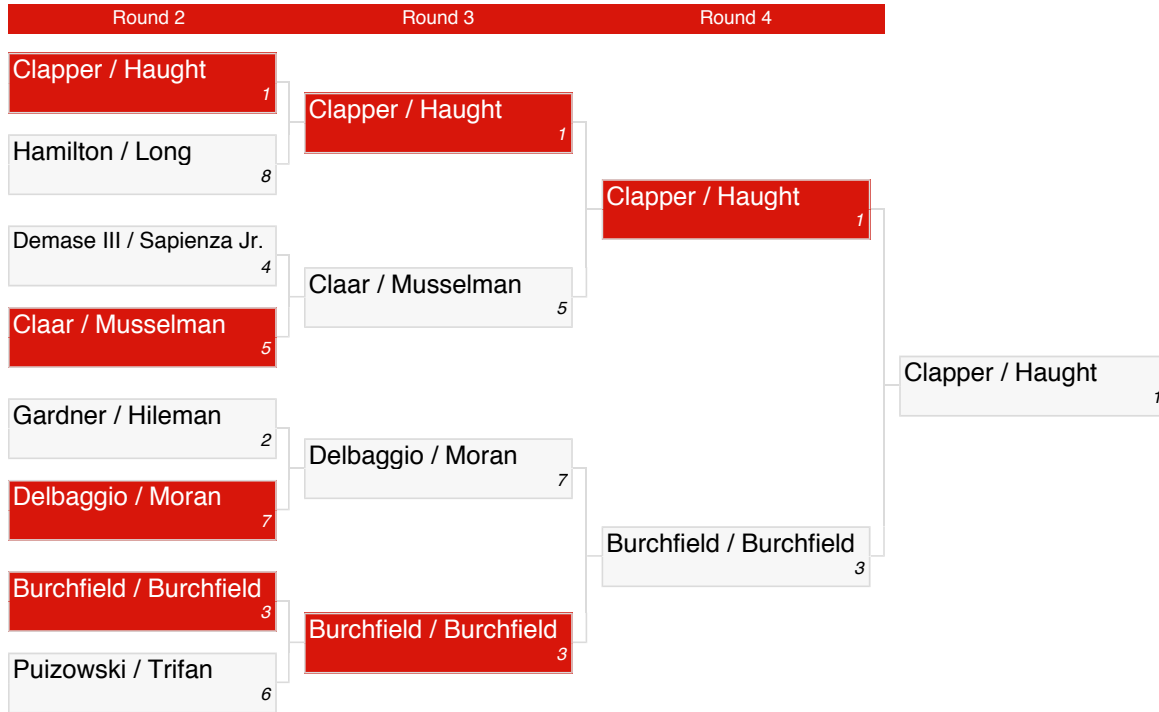 Round 2
Round 3
Round 4
Clapper / Haught
1
Hamilton / Long
8
Demase III / Sapienza Jr.
4
Claar / Musselman
5
Gardner / Hileman
2
Delbaggio / Moran
7
Burchfield / Burchfield
3
Puizowski / Trifan
6
Clapper / Haught
1
Claar / Musselman
5
Delbaggio / Moran
7
Burchfield / Burchfield
3
Clapper / Haught
1
Burchfield / Burchfield
3
Clapper / Haught
1